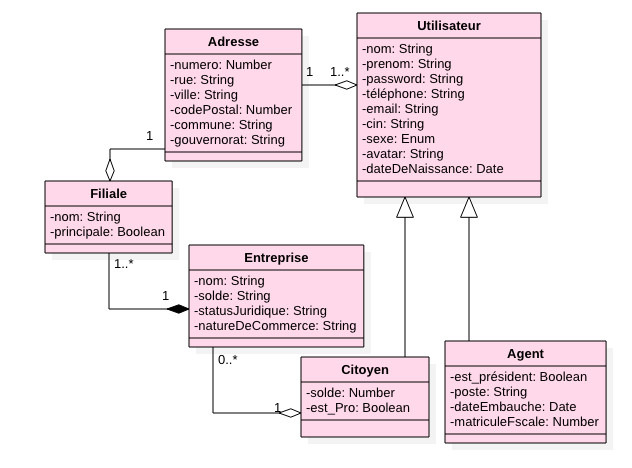 Utilisateur
-nom: String
-prenom: String
-password: String
-téléphone: String
-email: String
-cin: String
-sexe: Enum
-avatar: String
-dateDeNaissance: Date
Adresse
-numero: Number
-rue: String
-ville: String
-codePostal: Number
-commune: String
-gouvernorat: String
1
1..*
1
Filiale
-nom: String
-principale: Boolean
1..*
1
Entreprise
-nom: String
-solde: String
-statusJuridique: String
-natureDeCommerce: String
0..*
1
Citoyen
-solde: Number
-est_Pro: Boolean
Agent
-est_président: Boolean
-poste: String
-dateEmbauche: Date
-matriculeFscale: Number